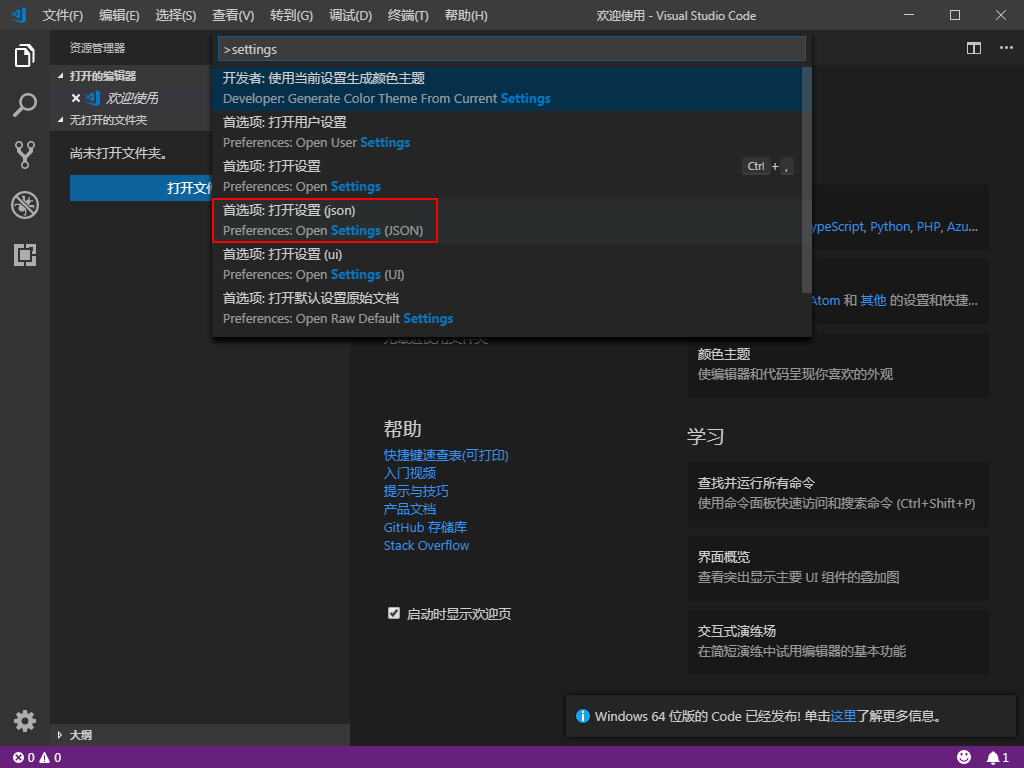 文件(F) 编辑(E) 选择(S) 查看(V) 转到(G) 调试(D) 终端(T) 帮助(H) 欢迎使用 - Visual Studio Code
资源管理器
打开的编辑器
欢迎使用
无打开的文件夹
尚未打开文件夹。
打开文
>settings
开发者: 使用当前设置生成颜色主题
Developer: Generate Color Theme From Current Settings
首选项: 打开用户设置
Preferences: Open User Settings
首选项: 打开设置 Ctrl + ,
Preferences: Open Settings
首选项: 打开设置 (json)
Preferences: Open Settings (JSON)
首选项: 打开设置 (ui)
Preferences: Open Settings (UI)
首选项: 打开默认设置原始文档
Preferences: Open Raw Default Settings
ypeScript, Python, PHP, Azu...
Atom 和 其他 的设置和快捷...
颜色主题
使编辑器和代码呈现你喜欢的外观
帮助
快捷键速查表(可打印)
入门视频
提示与技巧
产品文档
GitHub 存储库
Stack Overflow
启动时显示欢迎页
学习
查找并运行所有命令
使用命令面板快速访问和搜索命令 (Ctrl+Shift+P)
界面概览
查看突出显示主要 UI 组件的叠加图
交互式演练场
在简短演练中试用编辑器的基本功能
Windows 64 位版的 Code 已经发布! 单击这里了解更多信息。
大纲
0 0 1